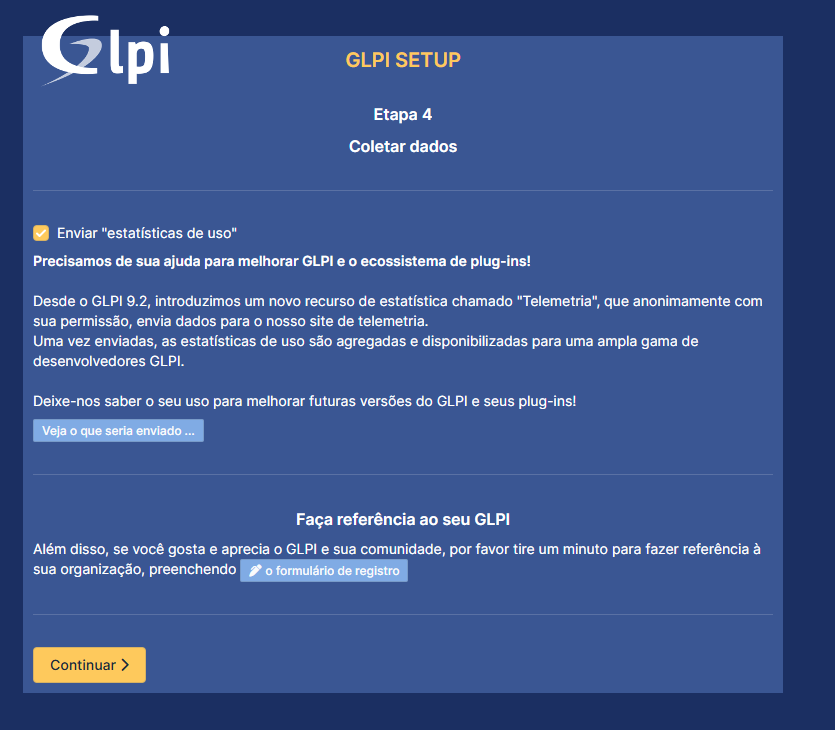 Glpi
GLPI SETUP
Etapa 4
Coletar dados
Enviar "estatísticas de uso"
Precisamos de sua ajuda para melhorar GLPI e o ecossistema de plug-ins!
Desde o GLPI 9.2, introduzimos um novo recurso de estatística chamado "Telemetria", que anonimamente com
sua permissão, envia dados para o nosso site de telemetria.
Uma vez enviadas, as estatísticas de uso são agregadas e disponibilizadas para uma ampla gama de
desenvolvedores GLPI.
Deixe-nos saber o seu uso para melhorar futuras versões do GLPI e seus plug-ins!
Veja o que seria enviado ...
Faça referência ao seu GLPI
Além disso, se você gosta e aprecia o GLPI e sua comunidade, por favor tire um minuto para fazer referência à
sua organização, preenchendo o formulário de registro
Continuar